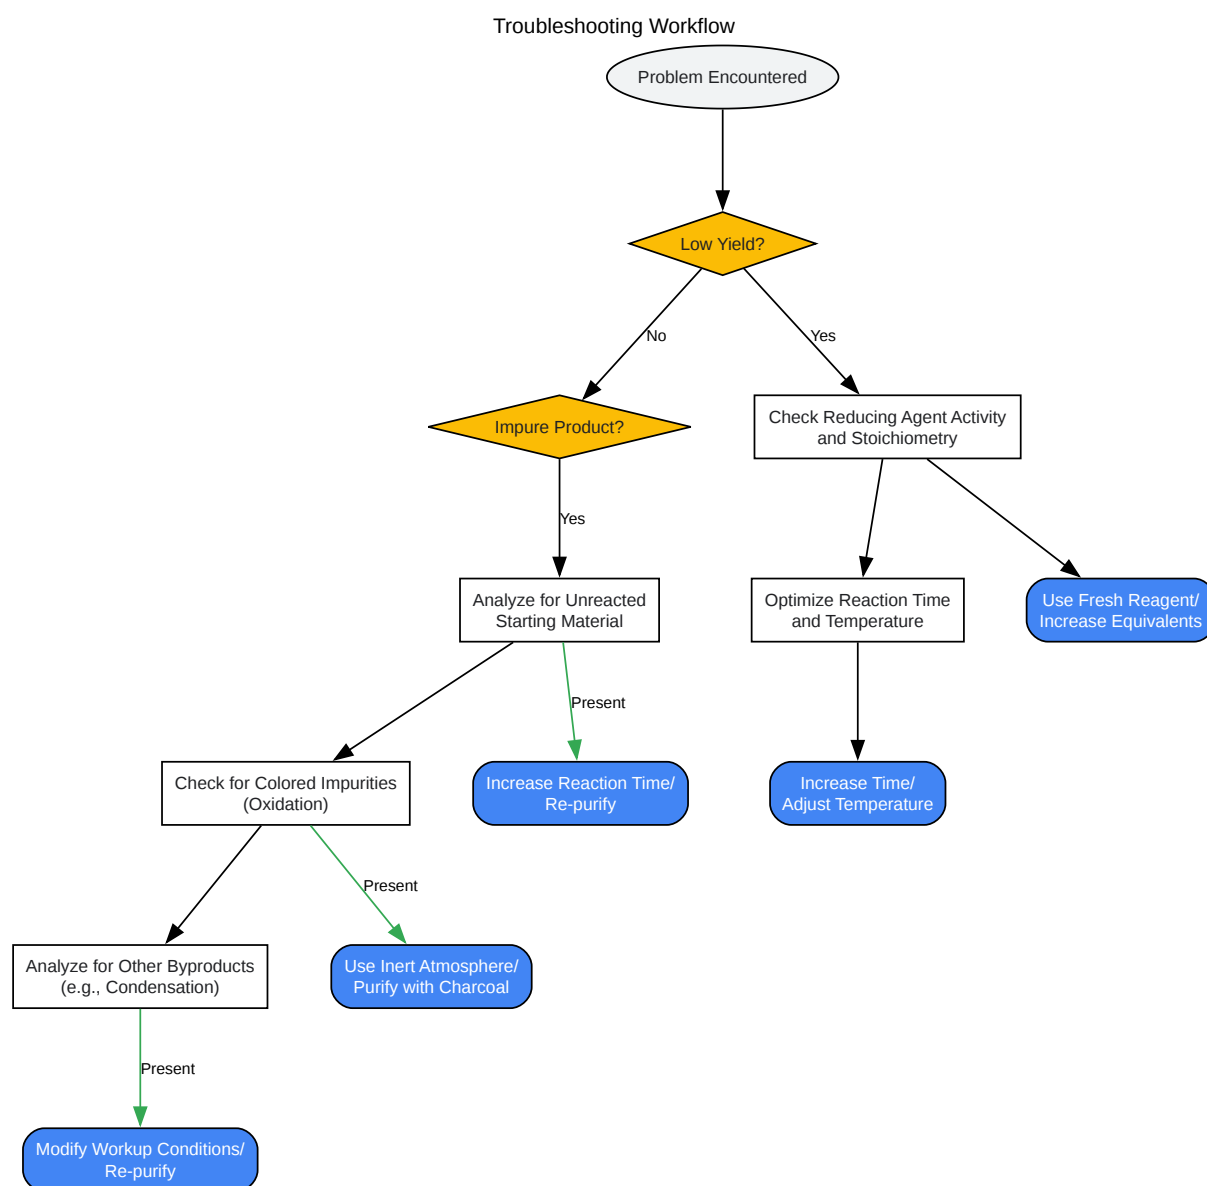 Troubleshooting Workflow
Problem Encountered
Low Yield?
No
Yes
Impure Product?
Check Reducing Agent Activity
and Stoichiometry
Yes
Analyze for Unreacted
Starting Material
Optimize Reaction Time
and Temperature
Use Fresh Reagent/
Increase Equivalents
Present
Check for Colored Impurities
(Oxidation)
Increase Reaction Time/
Re-purify
Increase Time/
Adjust Temperature
Present
Analyze for Other Byproducts
(e.g., Condensation)
Use Inert Atmosphere/
Purify with Charcoal
Present
Modify Workup Conditions/
Re-purify